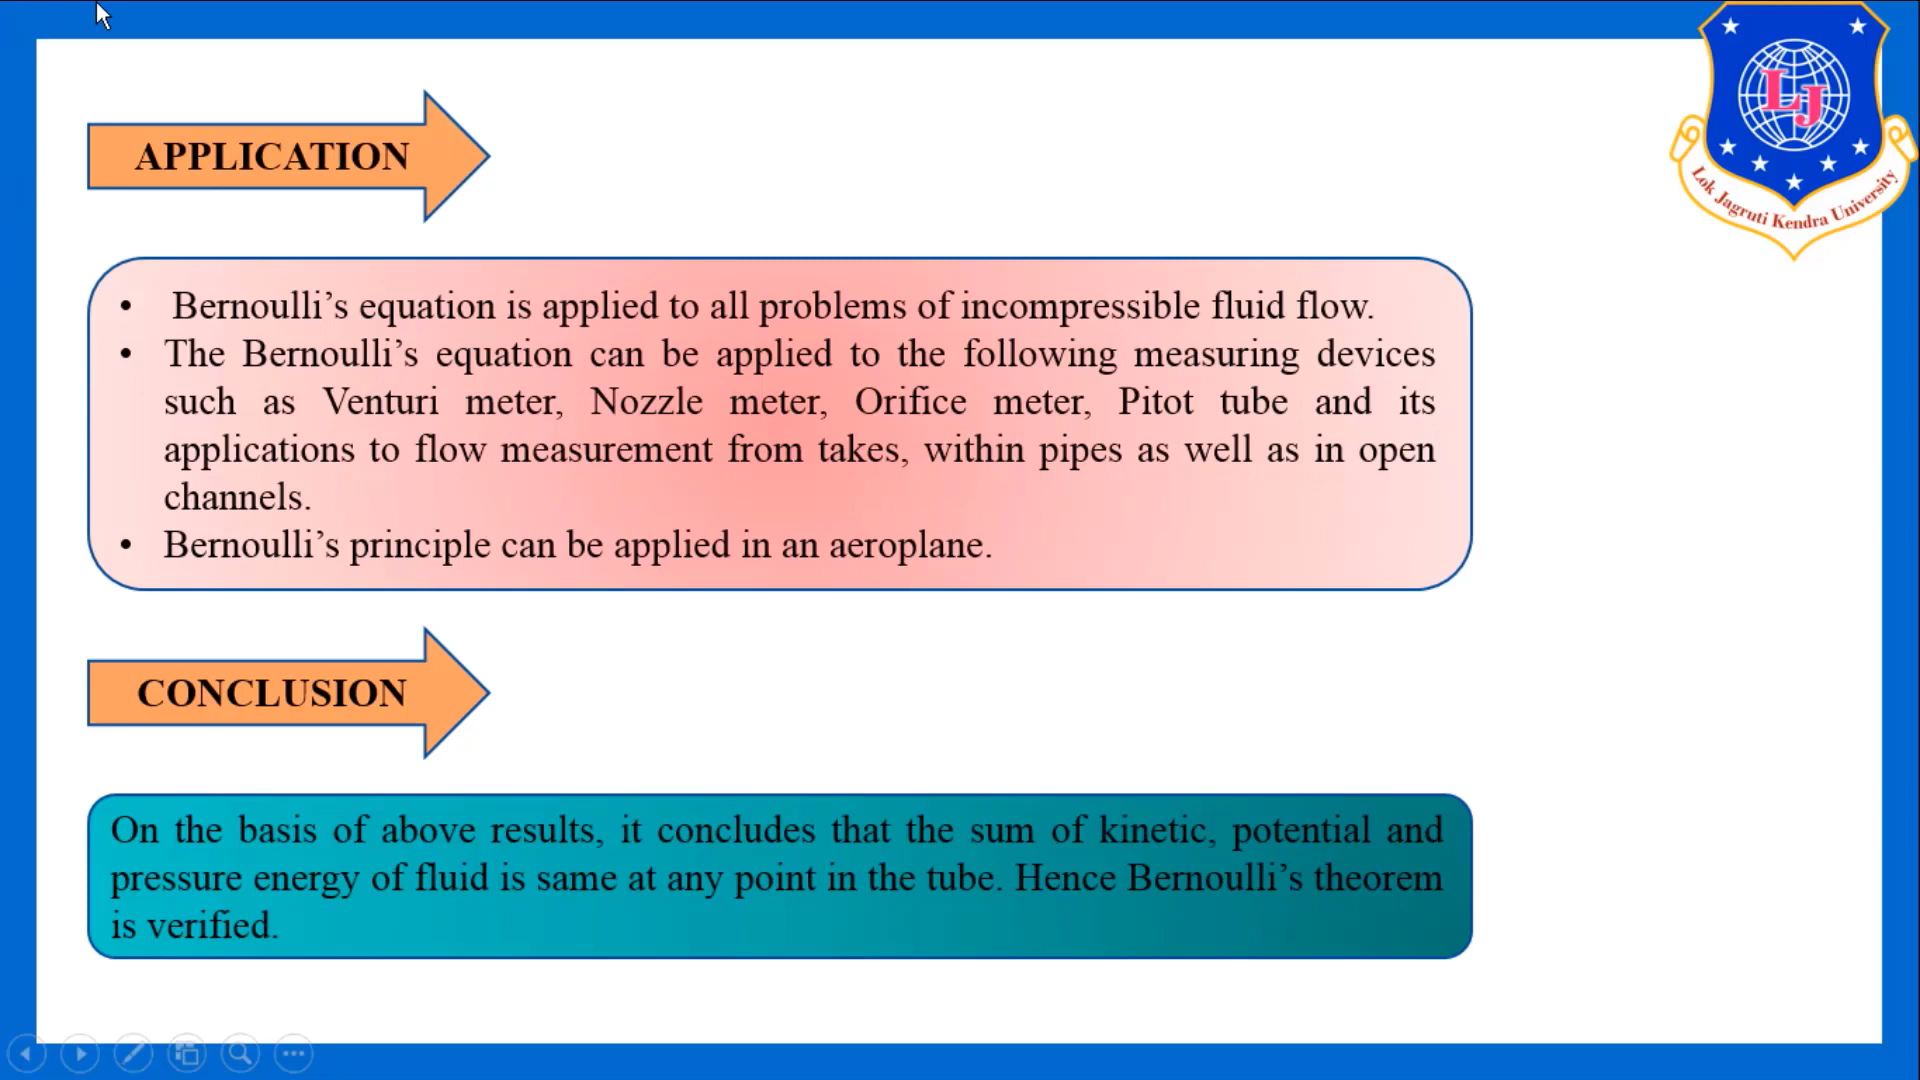 LJ
Lok Jagruti Kendra University
APPLICATION
• Bernoulli’s equation is applied to all problems of incompressible fluid flow.
• The Bernoulli’s equation can be applied to the following measuring devices
such as Venturi meter, Nozzle meter, Orifice meter, Pitot tube and its
applications to flow measurement from takes, within pipes as well as in open
channels.
• Bernoulli’s principle can be applied in an aeroplane.
CONCLUSION
On the basis of above results, it concludes that the sum of kinetic, potential and
pressure energy of fluid is same at any point in the tube. Hence Bernoulli’s theorem
is verified.